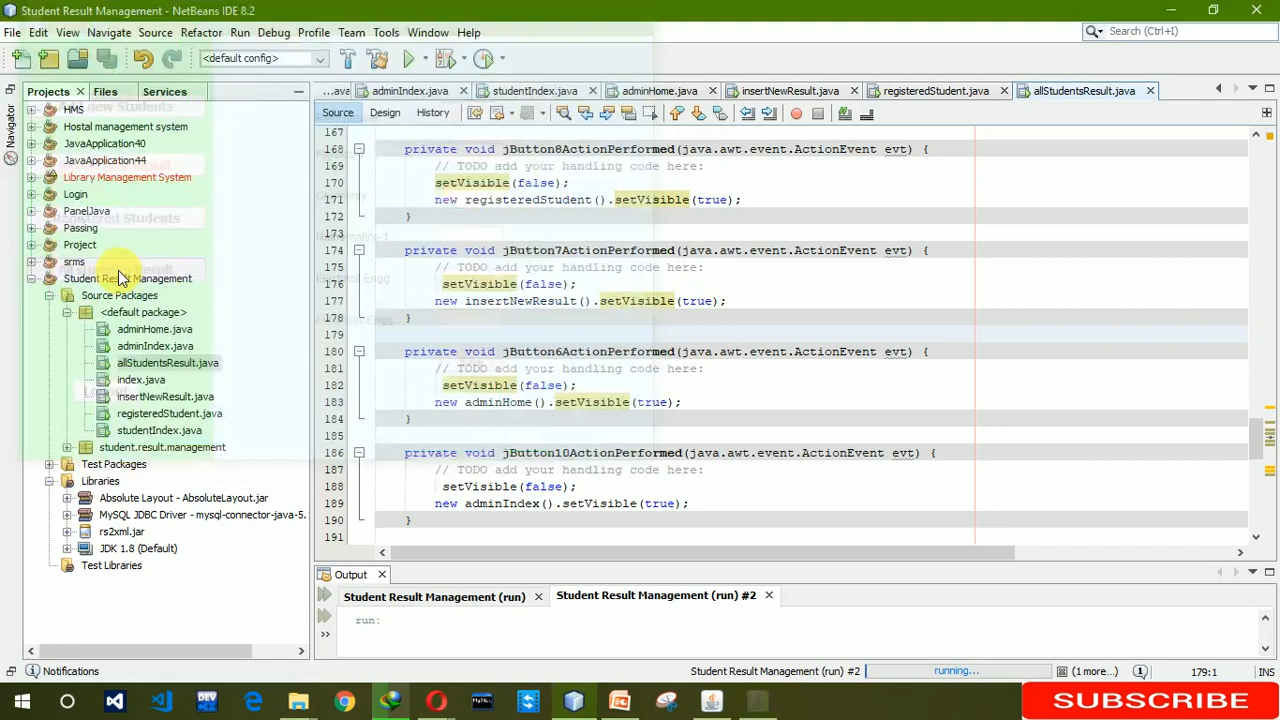 Student Result Management - NetBeans IDE 8.2
File Edit View Navigate Source Refactor Run Debug Profile Team Tools Window Help
Search (Ctrl+I)
<default config>
Projects Files Services
Navigator
.ava adminIndex.java studentIndex.java adminHome.java insertNewResult.java registeredStudent.java allStudentsResult.java
Source Design History
HMS
Hostal management system
JavaApplication40
JavaApplication44
Library Management System
Login
PanelJava
Passing
Project
srms
Student Result Management
Source Packages
<default package>
adminHome.java
adminIndex.java
allStudentsResult.java
index.java
insertNewResult.java
registeredStudent.java
studentIndex.java
student.result.management
Test Packages
Libraries
Absolute Layout - AbsoluteLayout.jar
MySQL JDBC Driver - mysql-connector-java-5.
rs2xml.jar
JDK 1.8 (Default)
Test Libraries
Add new Students
Registered Students
167
168 private void jButton8ActionPerformed(java.awt.event.ActionEvent evt) {
169 // TODO add your handling code here:
170 setVisible(false);
171 new registeredStudent().setVisible(true);
172 }
174 private void jButton7ActionPerformed(java.awt.event.ActionEvent evt) {
175 // TODO add your handling code here:
176 setVisible(false);
177 new insertNewResult().setVisible(true);
178 }
179
180 private void jButton6ActionPerformed(java.awt.event.ActionEvent evt) {
181 // TODO add your handling code here:
182 setVisible(false);
183 new adminHome().setVisible(true);
184 }
185
186 private void jButton10ActionPerformed(java.awt.event.ActionEvent evt) {
187 // TODO add your handling code here:
188 setVisible(false);
189 new adminIndex().setVisible(true);
190 }
191
Output
Student Result Management (run) Student Result Management (run) #2
run:
Notifications
Student Result Management (run) #2 running... (1 more...) 1 179:1 INS
SUBSCRIBE